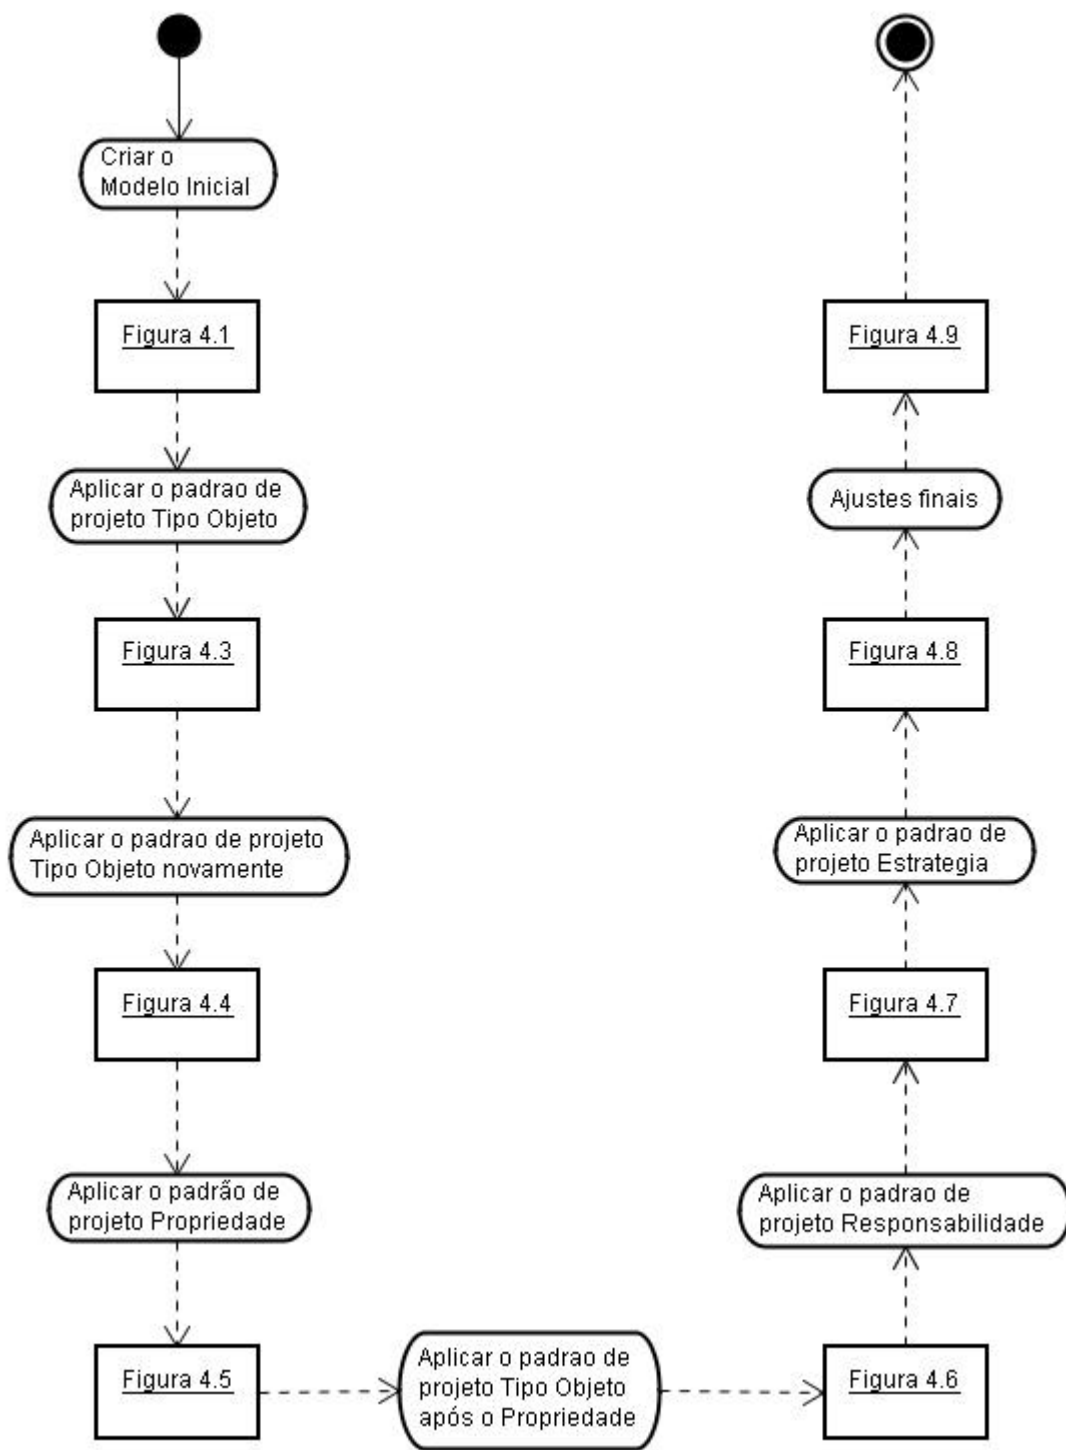 Criar o
Modelo Inicial
Figura 4.1
Aplicar o padrao de
projeto Tipo Objeto
Figura 4.3
Aplicar o padrao de projeto
Tipo Objeto novamente
Figura 4.4
Aplicar o padrão de
projeto Propriedade
Figura 4.5
Aplicar o padrao de
projeto Tipo Objeto
após o Propriedade
Figura 4.6
Aplicar o padrao de
projeto Responsabilidade
Figura 4.7
Aplicar o padrao de
projeto Estrategia
Figura 4.8
Ajustes finais
Figura 4.9